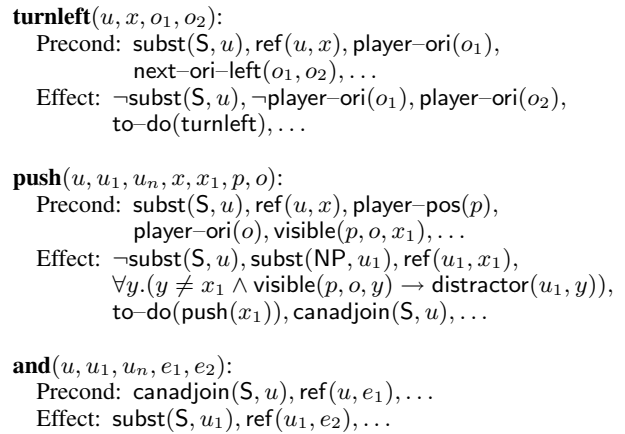 turnleft(u, x, o₁, o₂):
Precond: subst(S, u), ref(u, x), player–ori(o₁),
next–ori–left(o₁, o₂), . . .
Effect: ¬subst(S, u), ¬player–ori(o₁), player–ori(o₂),
to–do(turnleft), . . .
push(u, u₁, uₙ, x, x₁, p, o):
Precond: subst(S, u), ref(u, x), player–pos(p),
player–ori(o), visible(p, o, x₁), . . .
Effect: ¬subst(S, u), subst(NP, u₁), ref(u₁, x₁),
∀y.(y ≠ x₁ ∧ visible(p, o, y) → distractor(u₁, y)),
to–do(push(x₁)), canadjoin(S, u), . . .
and(u, u₁, uₙ, e₁, e₂):
Precond: canadjoin(S, u), ref(u, e₁), . . .
Effect: subst(S, u₁), ref(u₁, e₂), . . .